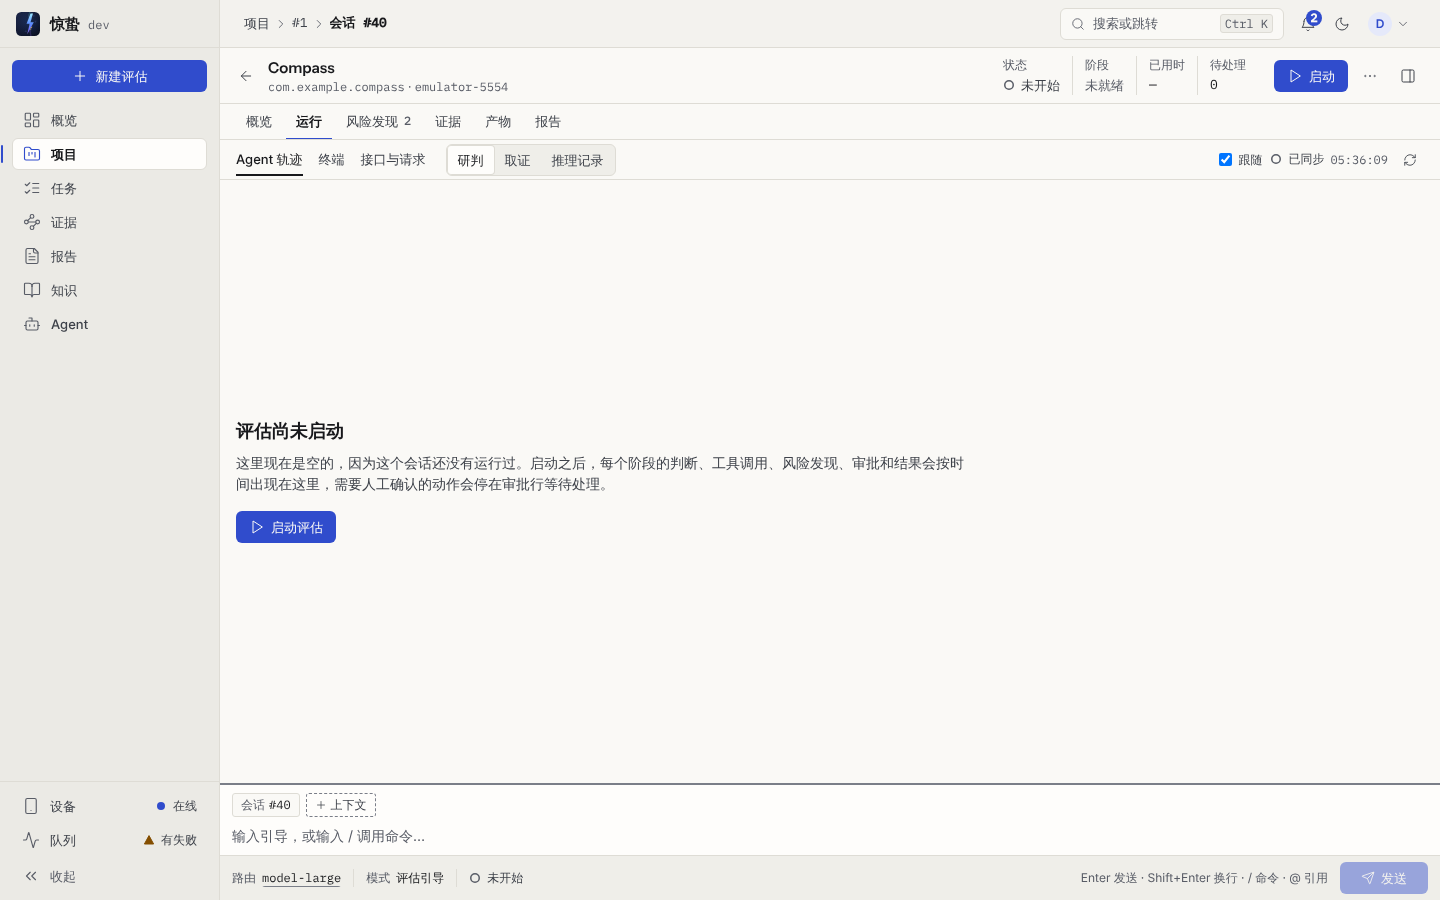 惊蛰 dev
新建评估
概览
项目
任务
证据
报告
知识
Agent
设备 在线
队列 有失败
收起
项目 #1 会话 #40
搜索或跳转 Ctrl K
2
D
Compass
com.example.compass · emulator-5554
状态 未开始
阶段 未就绪
已用时 —
待处理 0
启动
概览 运行 风险发现 2 证据 产物 报告
Agent 轨迹 终端 接口与请求 研判 取证 推理记录
跟随 已同步 05:36:09
评估尚未启动
这里现在是空的，因为这个会话还没有运行过。启动之后，每个阶段的判断、工具调用、风险发现、审批和结果会按时
间出现在这里，需要人工确认的动作会停在审批行等待处理。
启动评估
会话 #40 + 上下文
输入引导，或输入 / 调用命令...
路由 model-large 模式 评估引导 未开始
Enter 发送 · Shift+Enter 换行 · / 命令 · @ 引用
发送